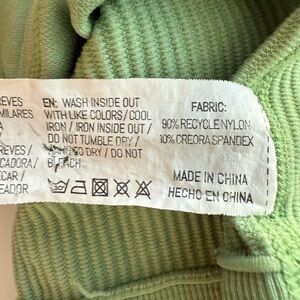 REVES
MILARES
A
/
REVES /
CADORA /
ECAR /
EADOR
EN: WASH INSIDE OUT
WITH LIKE COLORS / COOL
IRON / IRON INSIDE OUT /
DO NOT TUMBLE DRY /
TO DRY / DO NOT
BLEACH
FABRIC:
90% RECYCLE NYLON
10% CREORA SPANDEX
MADE IN CHINA
HECHO EN CHINA